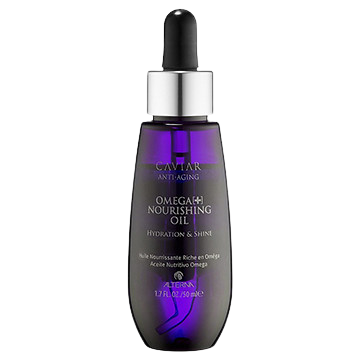 CAVIAR
ANTI-AGING
OMEGA[+]
NOURISHING
OIL
HYDRATION & SHINE
Huile Nourrissante Riche en Oméga
Aceite Nutritivo Omega
ALTERNA
1.7 FL. OZ./50 ml e